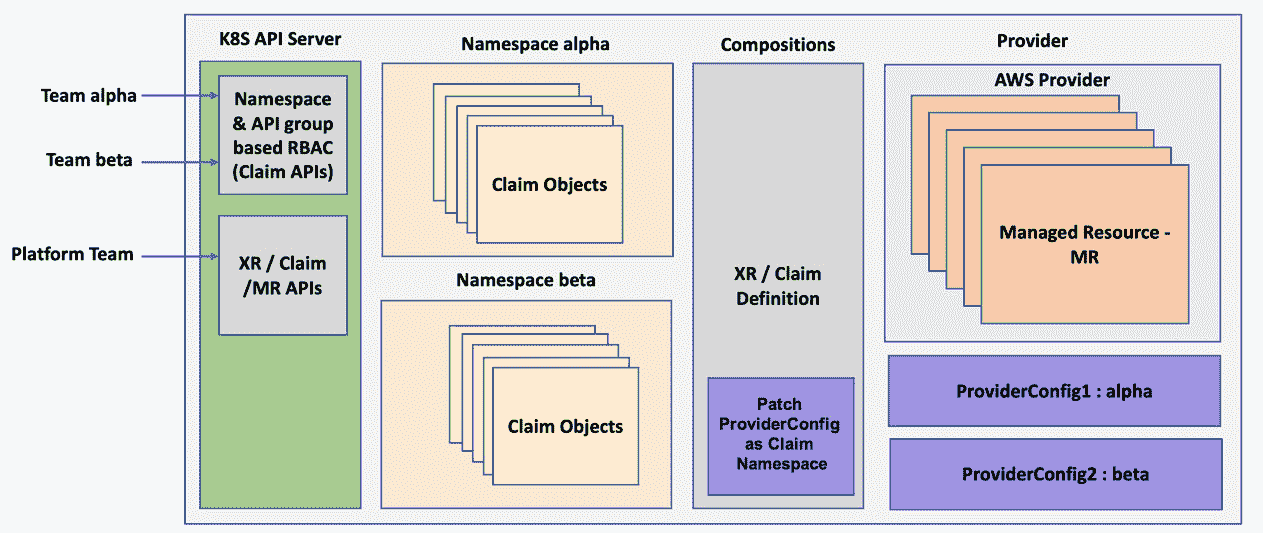 K8S API Server
Namespace alpha
Compositions
Provider
Team alpha
Team beta
Platform Team
Namespace
& API group
based RBAC
(Claim APIs)
XR / Claim
/MR APIs
Claim Objects
Namespace beta
Claim Objects
XR / Claim
Definition
Patch
ProviderConfig
as Claim
Namespace
AWS Provider
Managed Resource -
MR
ProviderConfig1 : alpha
ProviderConfig2 : beta